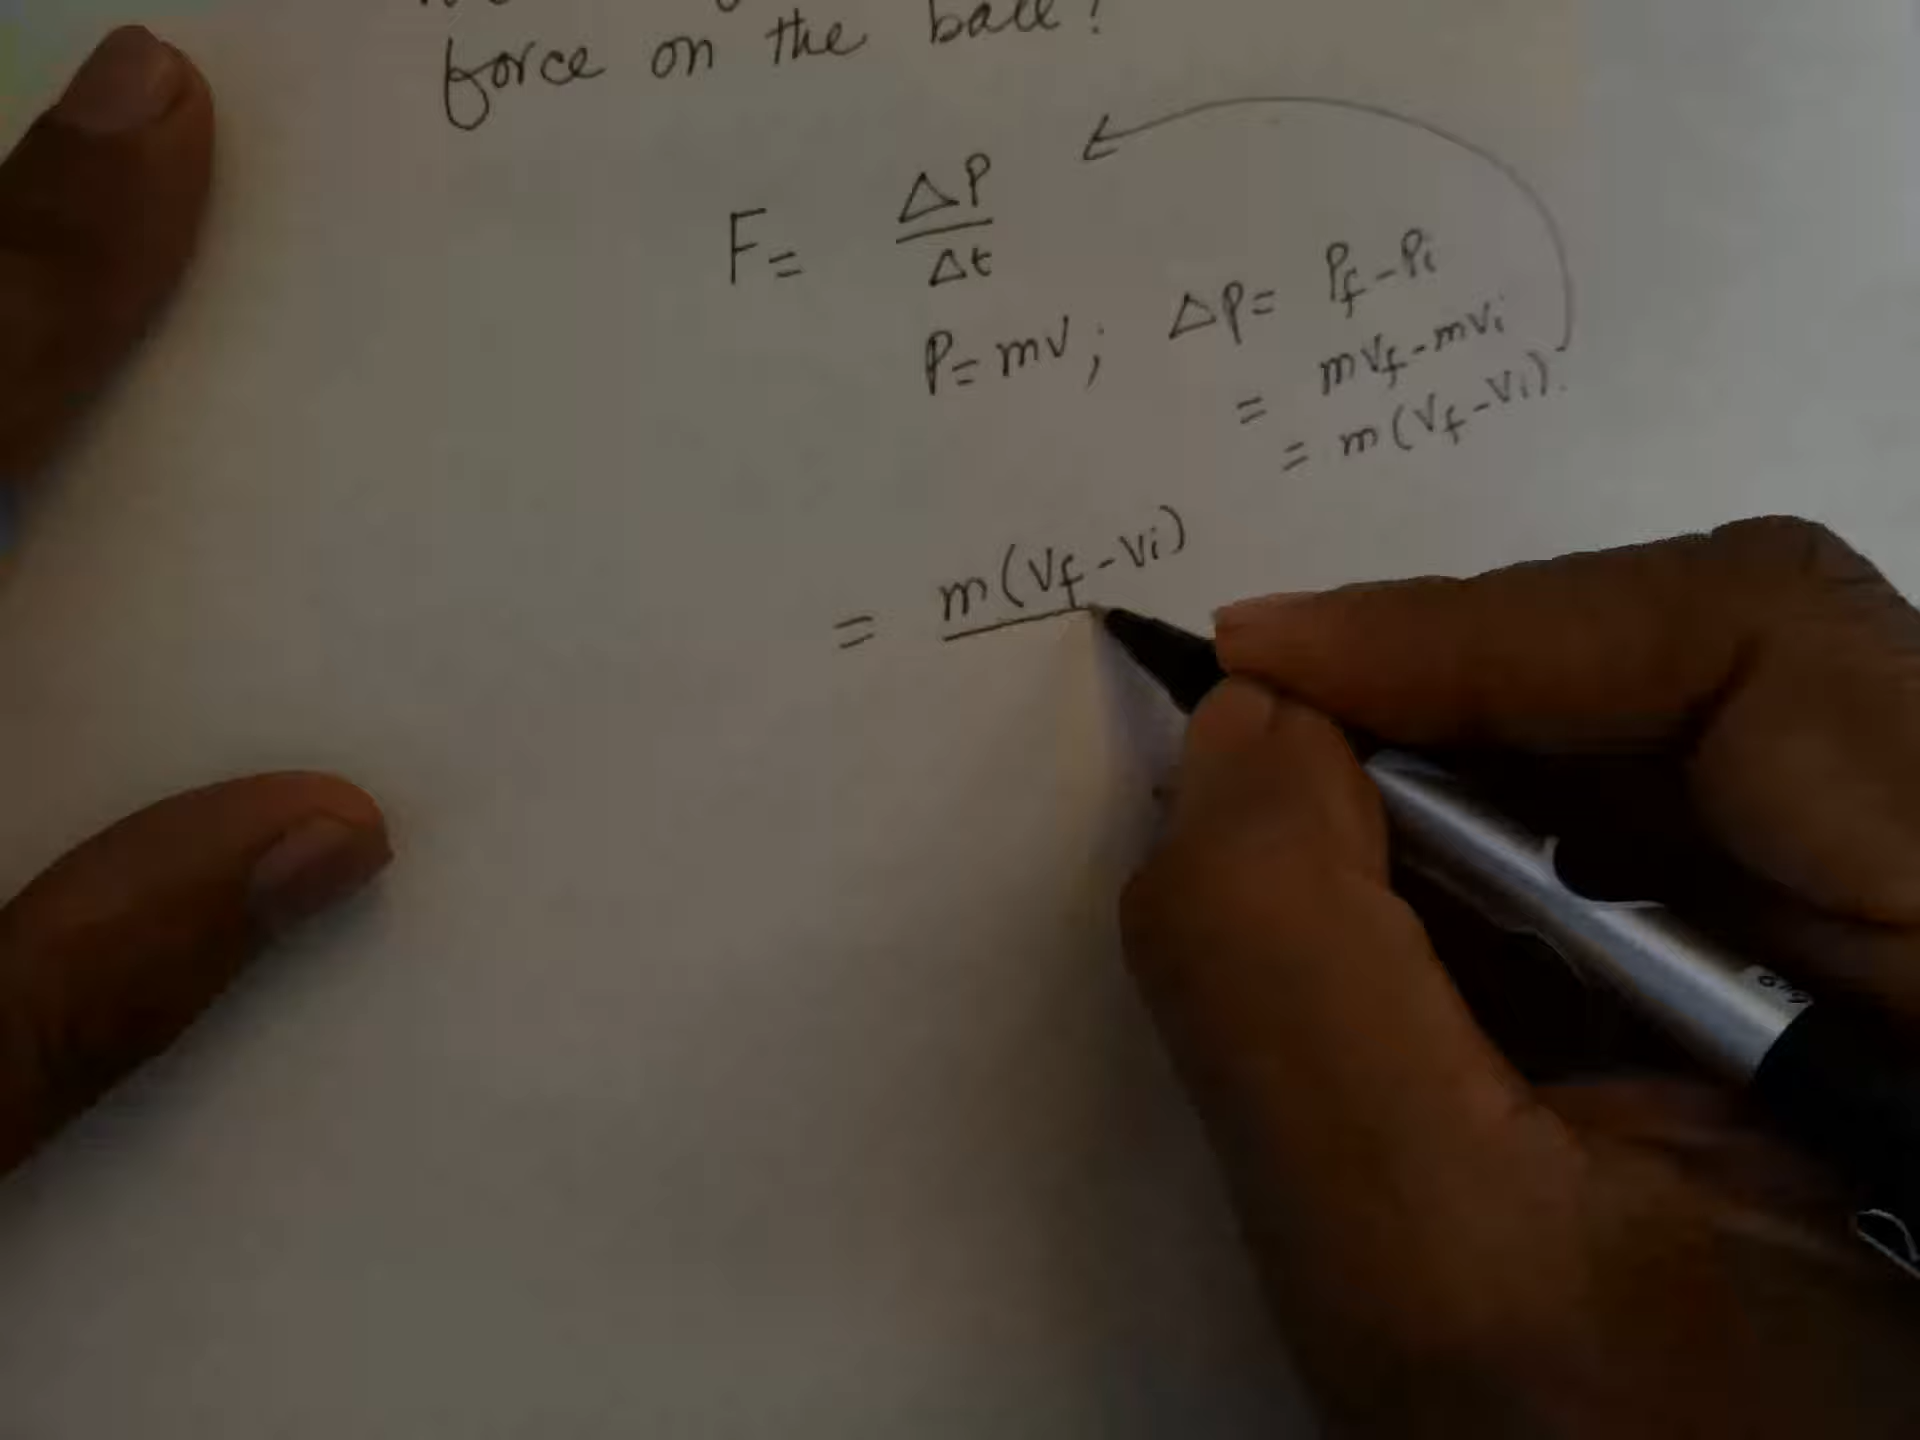 force on the ball?
F = ΔP / Δt
P = mv ; ΔP = Pf - Pi
= mvf - mvi
= m(vf - vi).
= m(vf - vi)